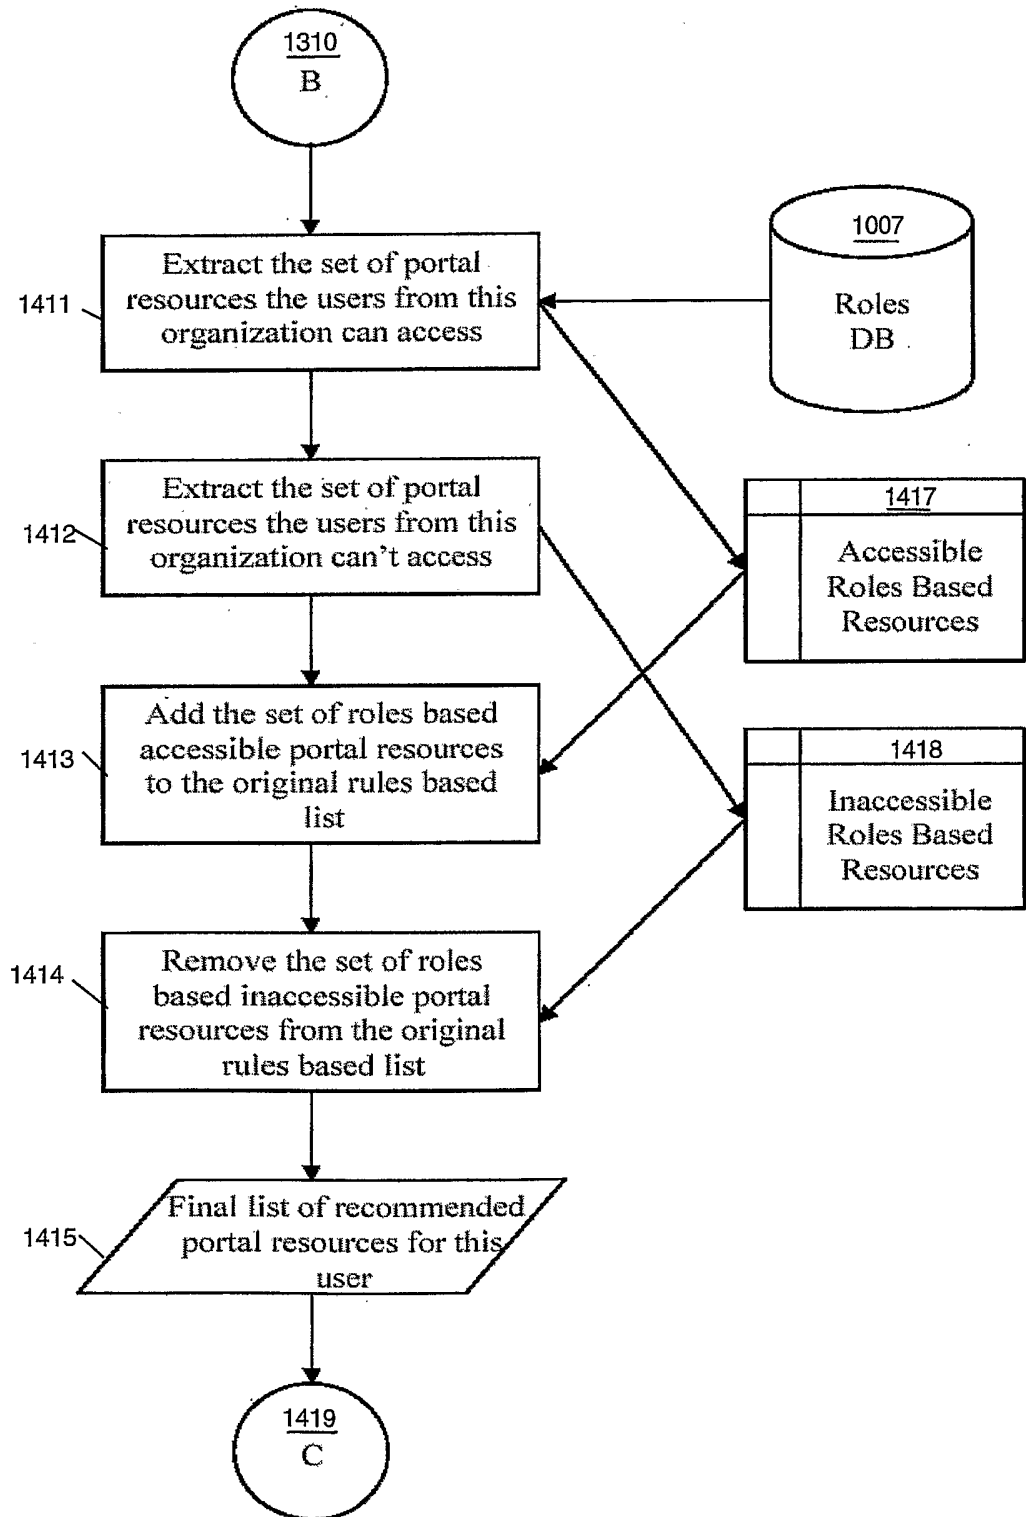 1310
B
1007
Roles
DB
1411
Extract the set of portal
resources the users from this
organization can access
1412
Extract the set of portal
resources the users from this
organization can't access
1417
Accessible
Roles Based
Resources
1413
Add the set of roles based
accessible portal resources
to the original rules based
list
1418
Inaccessible
Roles Based
Resources
1414
Remove the set of roles
based inaccessible portal
resources from the original
rules based list
1415
Final list of recommended
portal resources for this
user
1419
C